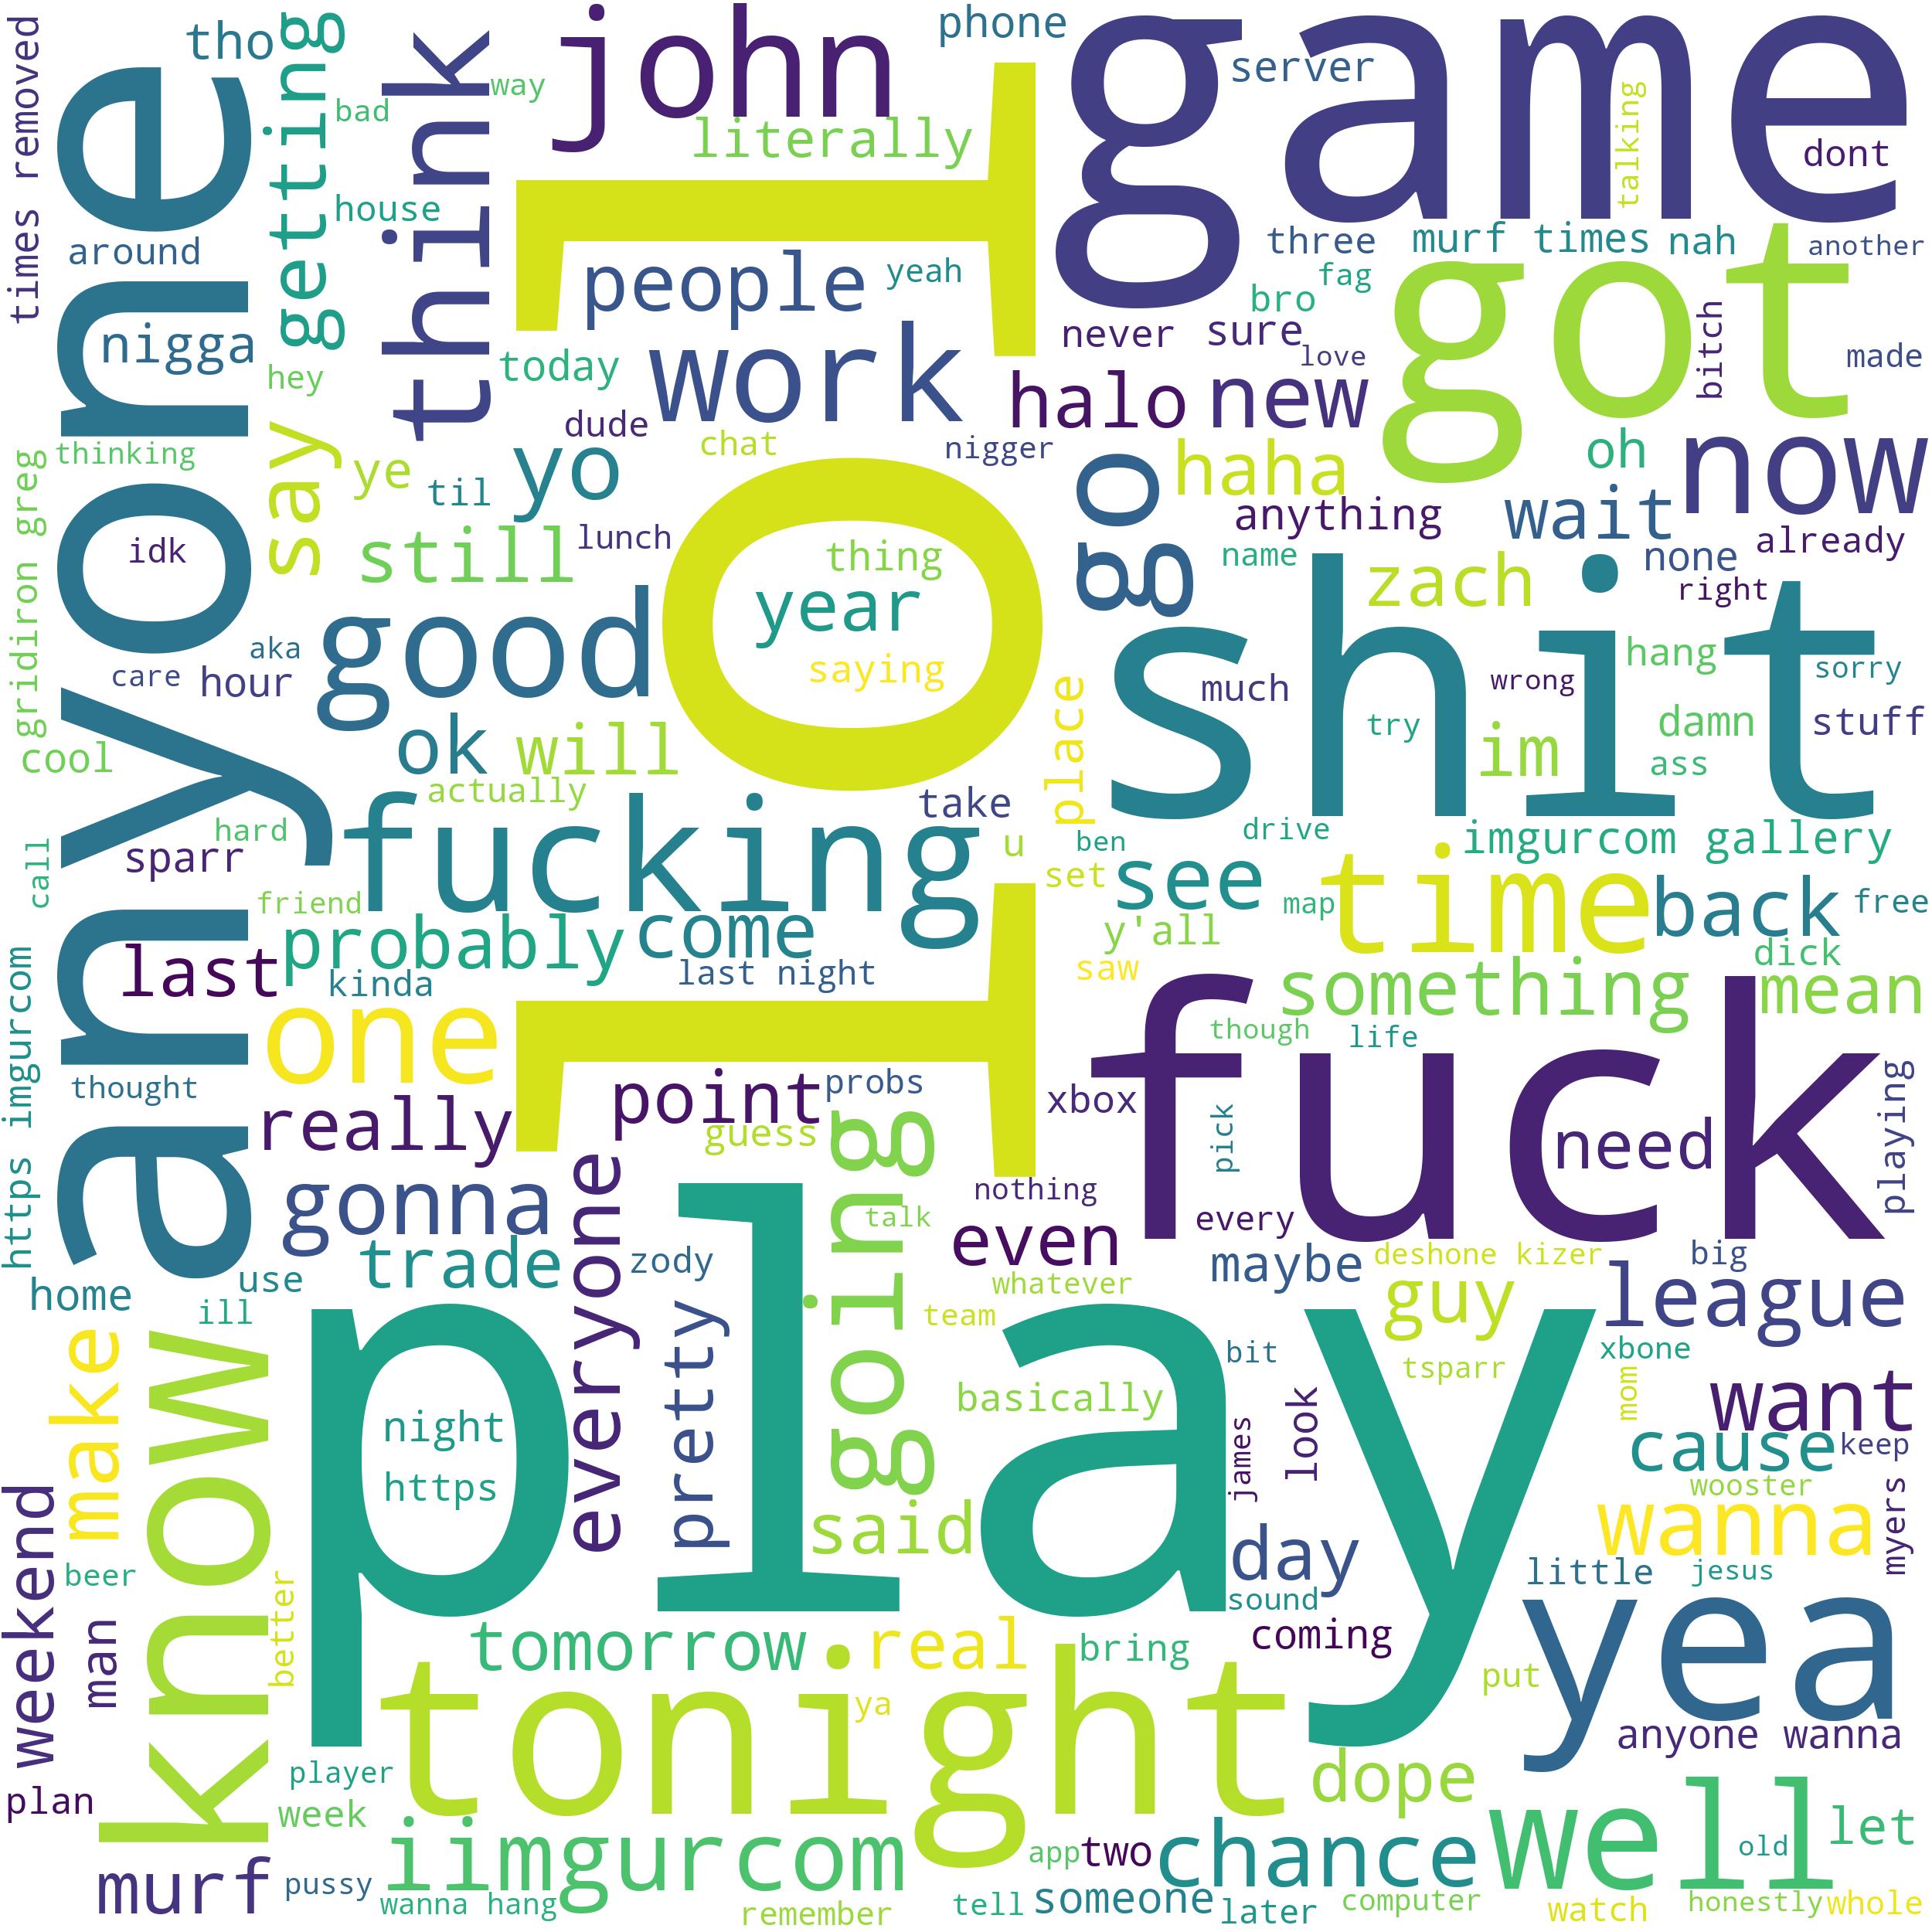 times removed
tho
getting
bad
think
way
john
phone
server
game
literally
talking
dont
anyone
around
house
people
yeah
three
murf times
nah
another
lol
got
fag
bro
nigga
hey
today
work
never
sure
love
bitch
made
halo
new
dude
chat
nigger
thinking
say
ye
til
yo
go
haha
oh
now
gridiron greg
idk
still
lunch
thing
anything
wait
name
none
already
year
zach
right
aka
care
hour
good
saying
shit
much
wrong
hang
sorry
place
try
im
damn
stuff
cool
ok
will
ass
actually
take
call
hard
sparr
fucking
u
ben
drive
imgurcom gallery
set
see
time
friend
map
back
free
probably
come
y'all
last
kinda
last night
saw
something
dick
mean
https imgurcom
one
though
life
fuck
thought
really
point
probs
guess
xbox
pick
need
playing
gonna
everyone
going
nothing
talk
even
every
trade
zody
whatever
maybe
deshone kizer
big
home
use
ill
team
guy
league
make
know
play
pretty
bit
tsparr
xbone
mom
night
basically
look
want
https
james
cause
keep
weekend
said
wooster
wanna
myers
beer
day
little
jesus
better
sound
man
tomorrow
real
bring
coming
yea
put
tonight
ya
anyone wanna
player
plan
dope
week
well
let
iimgurcom
app
two
chance
old
murf
pussy
wanna hang
remember
tell
someone
later
computer
watch
honestly
whole